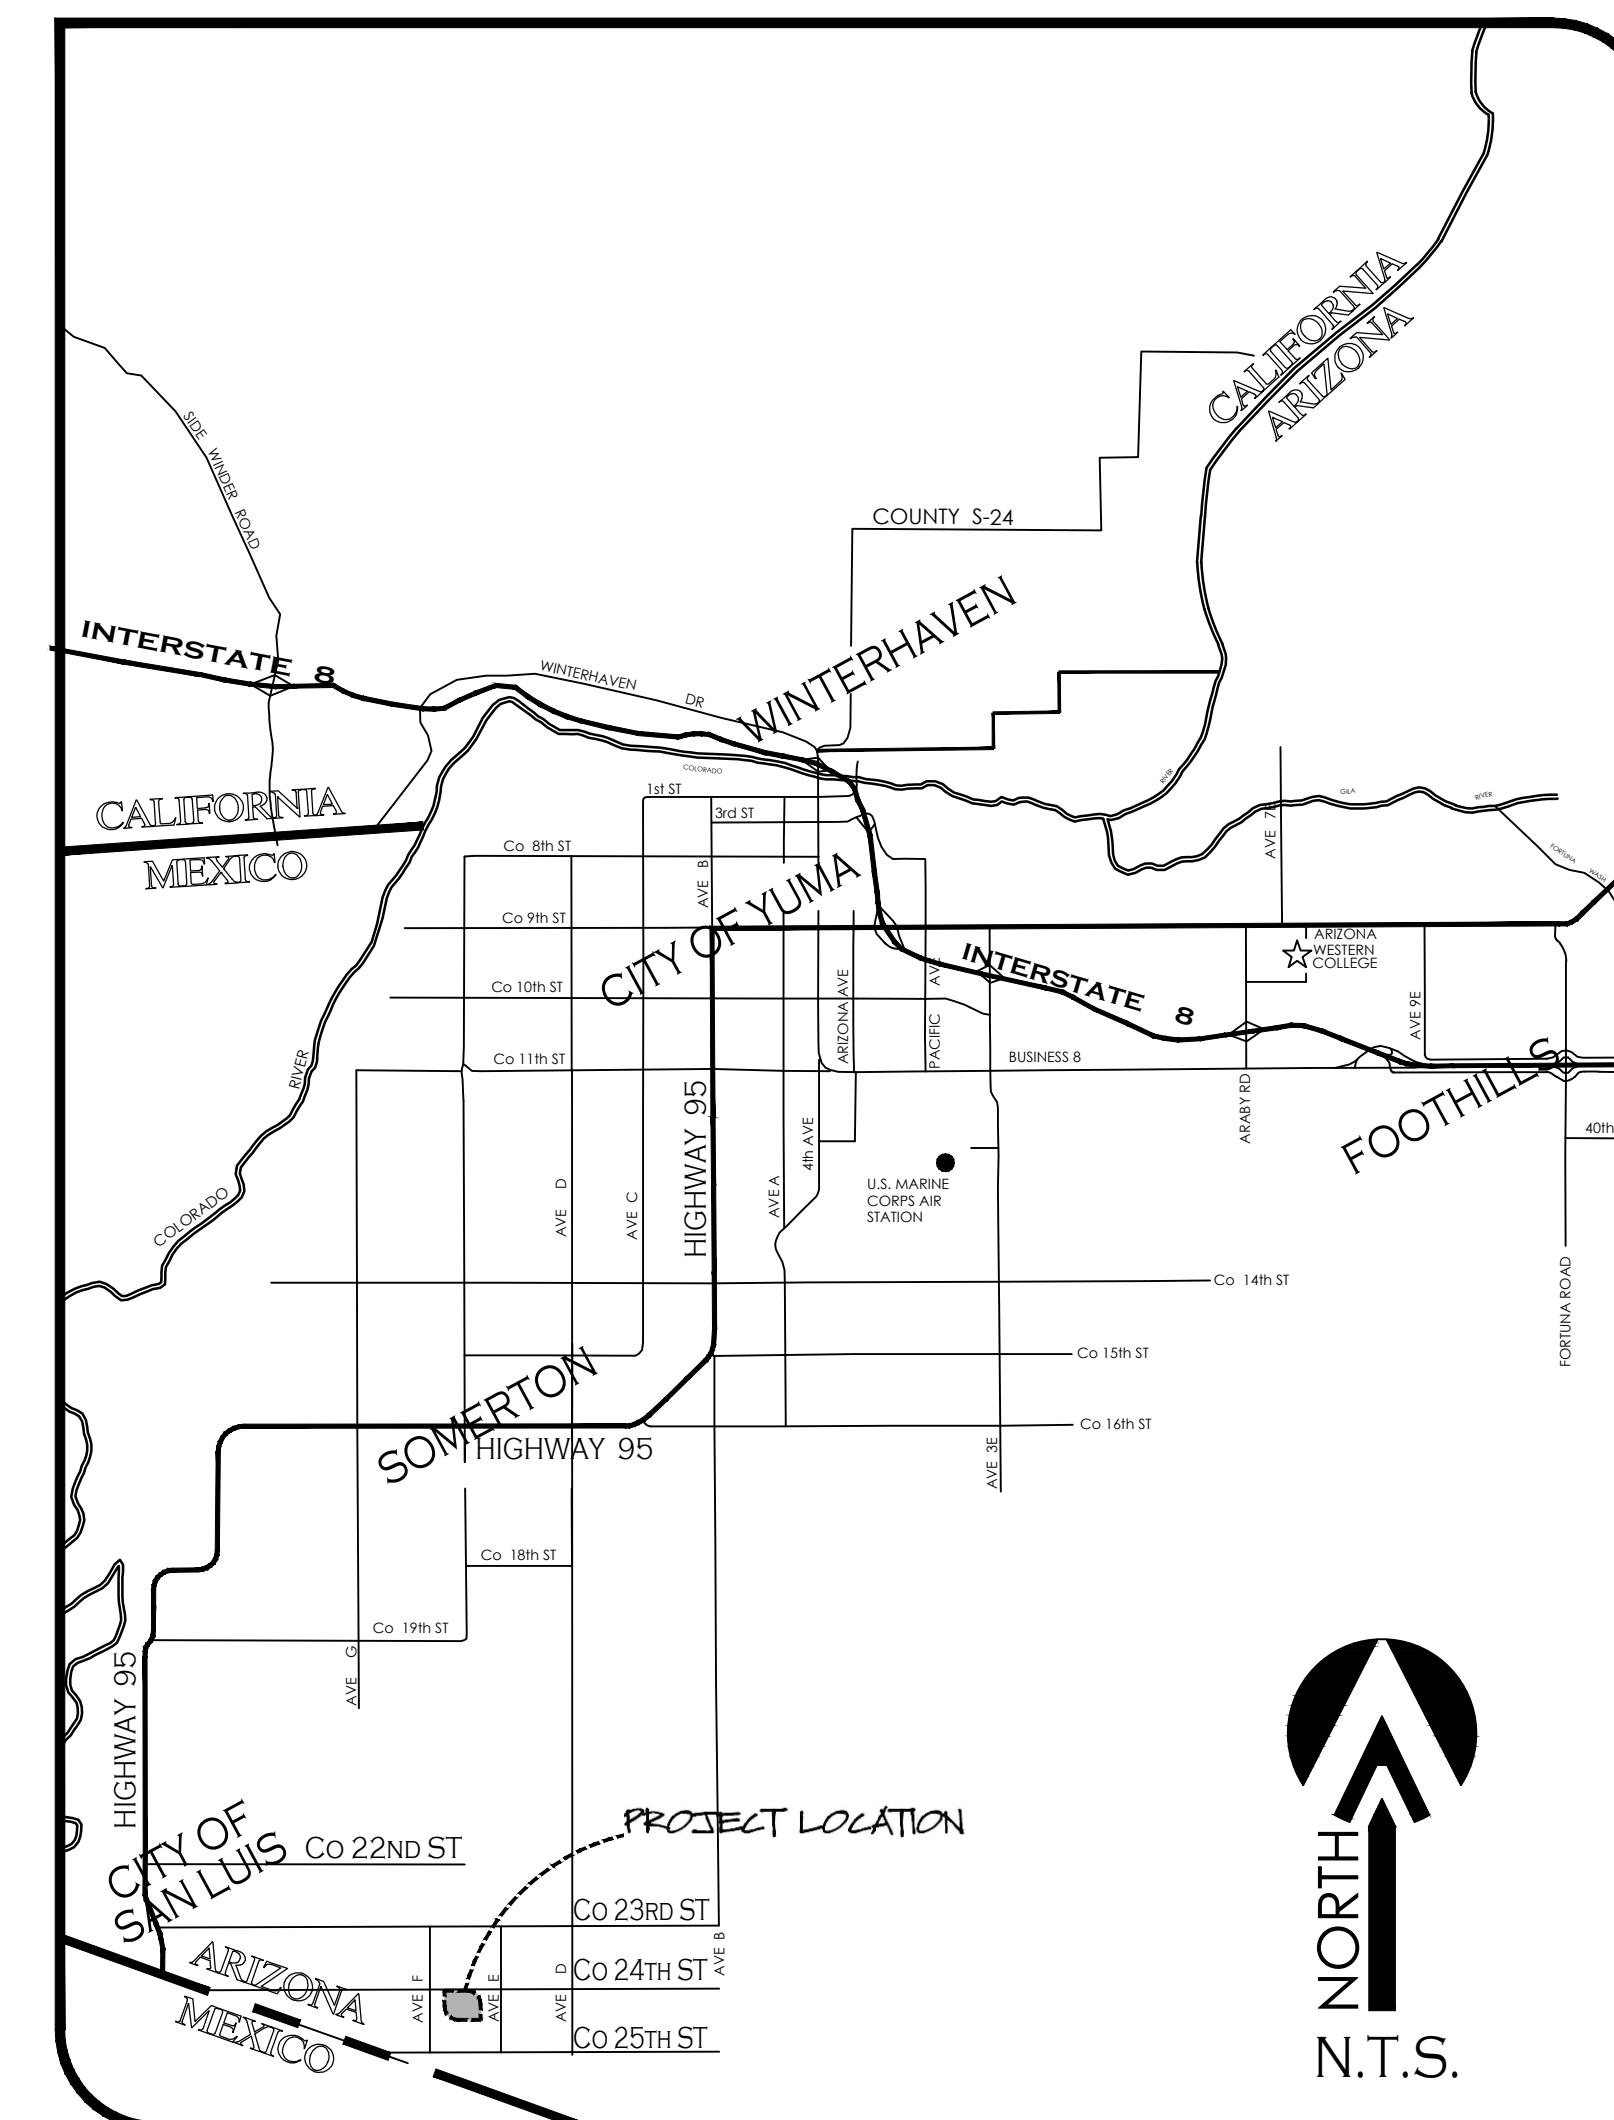 CALIFORNIA
ARIZONA
SIDE WINDER ROAD
COUNTY S-24
WINTERHAVEN
INTERSTATE 8
WINTERHAVEN DR
COLORADO
RIVER
1st ST
3rd ST
GILA
RIVER
FORTUNA
WASH
CALIFORNIA
MEXICO
Co 8th ST
AVE B
CITY OF YUMA
AVE 7E
Co 9th ST
ARIZONA
WESTERN
COLLEGE
INTERSTATE 8
Co 10th ST
ARIZONA AVE
PACIFIC AVE
AVE 9E
Co 11th ST
BUSINESS 8
RIVER
COLORADO
FOOTHILLS
ARABY RD
40th
HIGHWAY 95
4th AVE
AVE D
AVE C
AVE A
U.S. MARINE
CORPS AIR
STATION
Co 14th ST
FORTUNA ROAD
Co 15th ST
SOMERTON
Co 16th ST
HIGHWAY 95
AVE 3E
Co 18th ST
Co 19th ST
AVE G
HIGHWAY 95
PROJECT LOCATION
CITY OF
SAN LUIS
CO 22ND ST
CO 23RD ST
AVE B
CO 24TH ST
AVE F
AVE E
AVE D
ARIZONA
MEXICO
CO 25TH ST
NORTH
N.T.S.